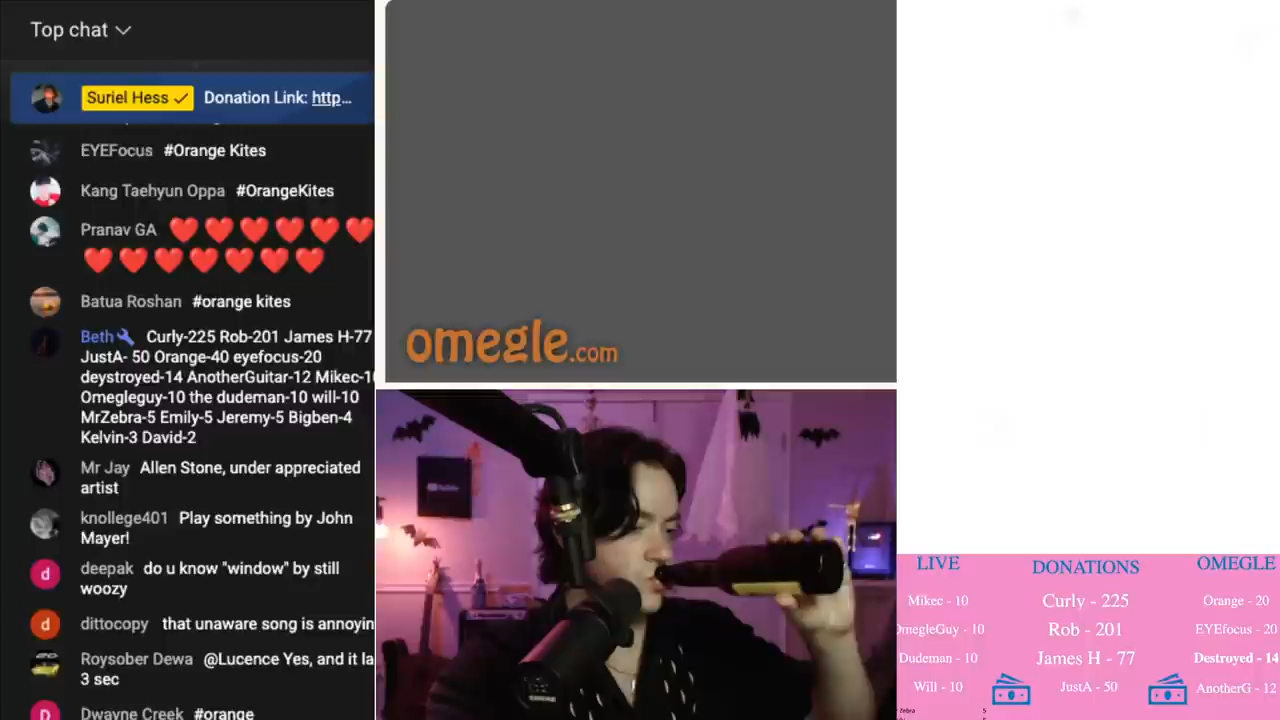 Top chat
Suriel Hess Donation Link: http...
EYEFocus #Orange Kites
Kang Taehyun Oppa #OrangeKites
Pranav GA
Batua Roshan #orange kites
Beth Curly-225 Rob-201 James H-77
JustA- 50 Orange-40 eyefocus-20
deystroyed-14 AnotherGuitar-12 Mikec-10
Omegleguy-10 the dudeman-10 will-10
MrZebra-5 Emily-5 Jeremy-5 Bigben-4
Kelvin-3 David-2
Mr Jay Allen Stone, under appreciated
artist
knollege401 Play something by John
Mayer!
deepak do u know "window" by still
woozy
dittocopy that unaware song is annoyin
Roysober Dewa @Lucence Yes, and it la
3 sec
Dwayne Creek #orange
omegle.com
LIVE
Mikec - 10
OmegleGuy - 10
Dudeman - 10
Will - 10
DONATIONS
Curly - 225
Rob - 201
James H - 77
JustA - 50
OMEGLE
Orange - 20
EYEfocus - 20
Destroyed - 14
AnotherG - 12